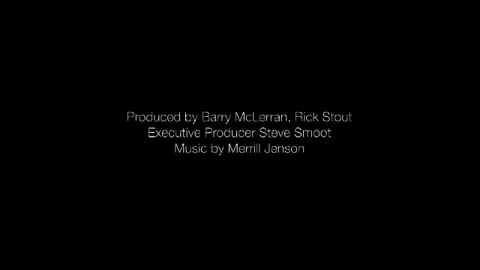 Produced by Barry McLerran, Rick Stout
Executive Producer Steve Smoot
Music by Merrill Jenson